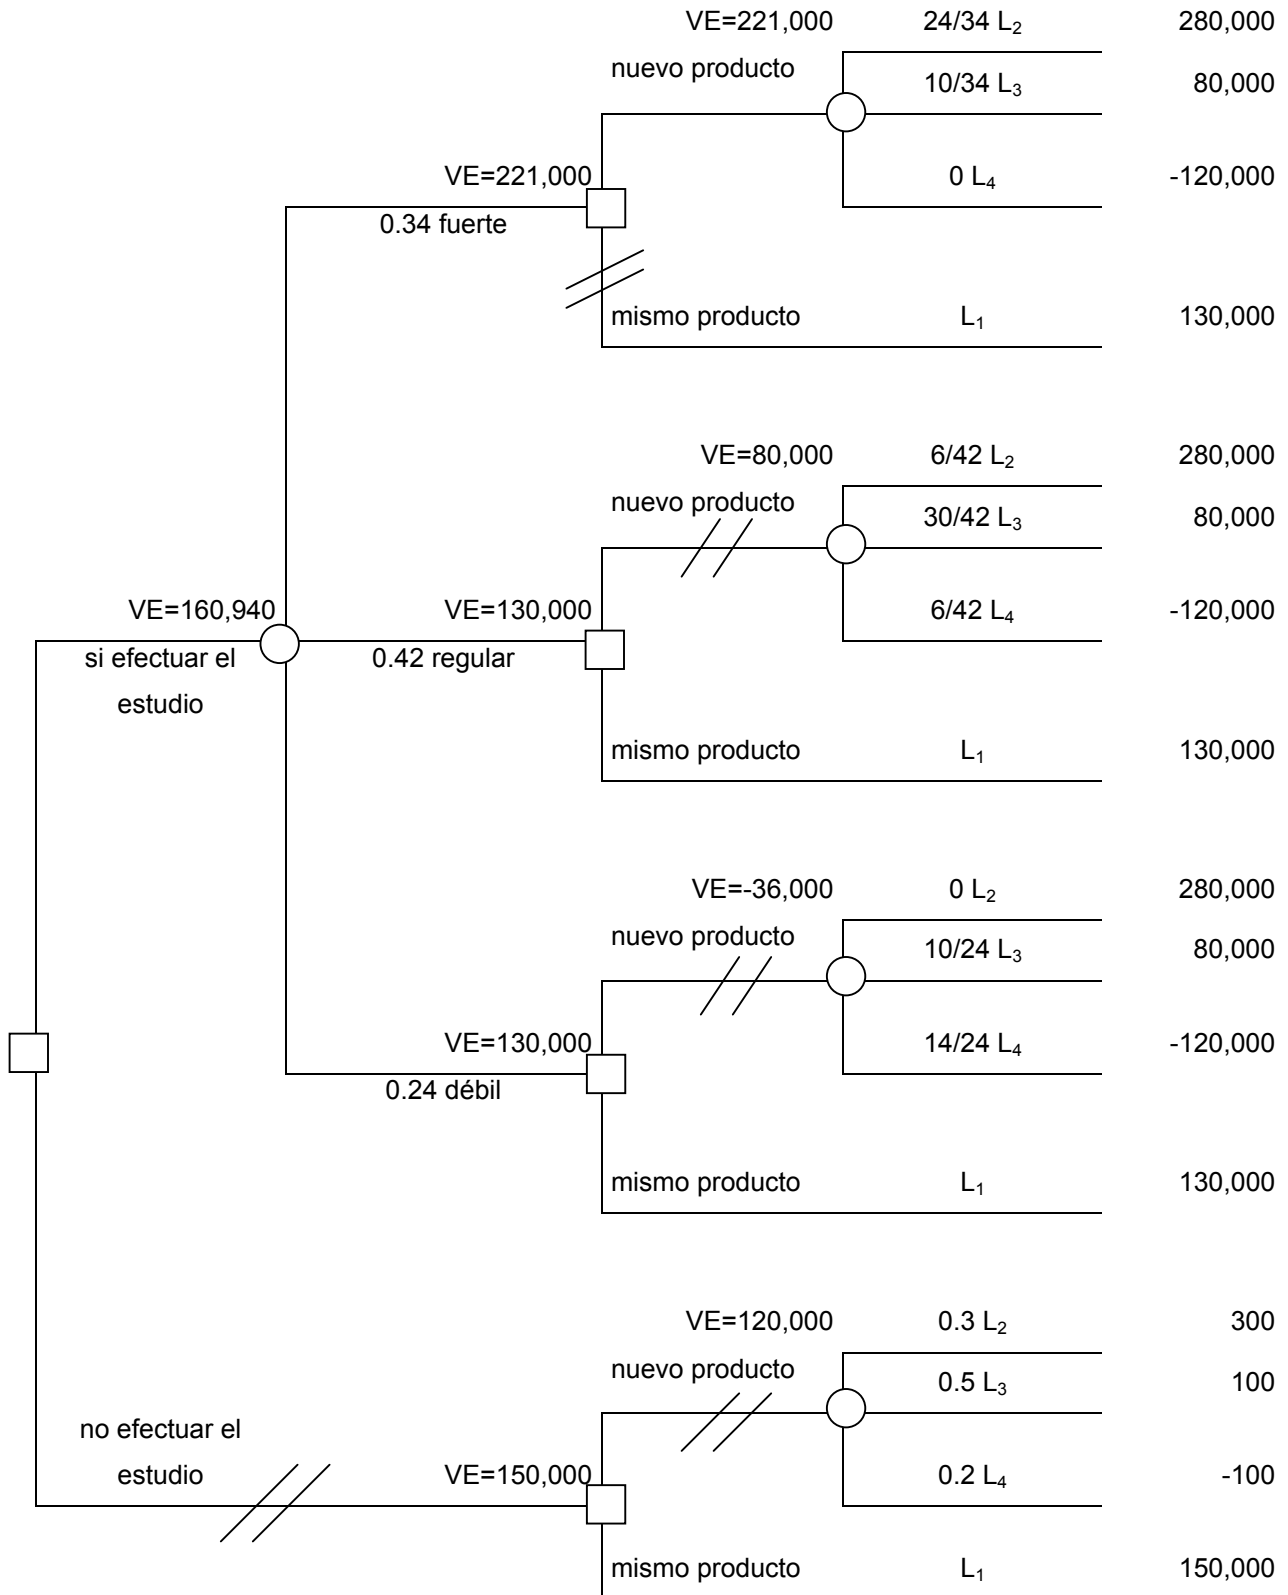 VE=221,000 24/34 L₂ 280,000
nuevo producto
10/34 L₃ 80,000
VE=221,000 0 L₄ -120,000
0.34 fuerte
mismo producto L₁ 130,000
VE=80,000 6/42 L₂ 280,000
nuevo producto
30/42 L₃ 80,000
VE=160,940 VE=130,000 6/42 L₄ -120,000
si efectuar el 0.42 regular
estudio
mismo producto L₁ 130,000
VE=-36,000 0 L₂ 280,000
nuevo producto
10/24 L₃ 80,000
VE=130,000 14/24 L₄ -120,000
0.24 débil
mismo producto L₁ 130,000
VE=120,000 0.3 L₂ 300
nuevo producto
0.5 L₃ 100
no efectuar el
estudio VE=150,000 0.2 L₄ -100
mismo producto L₁ 150,000